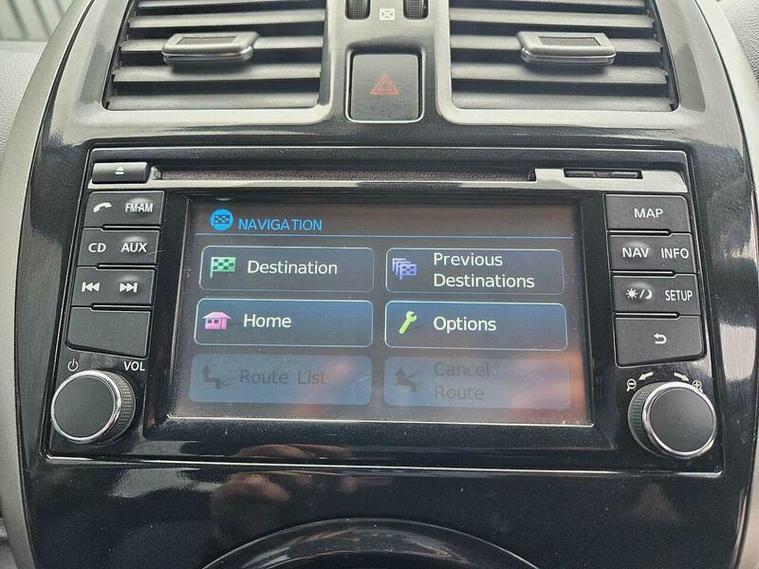 FM·AM
MAP
CD
AUX
NAV
INFO
SETUP
VOL
NAVIGATION
Destination
Previous
Destinations
Home
Options
Route List
Cancel
Route